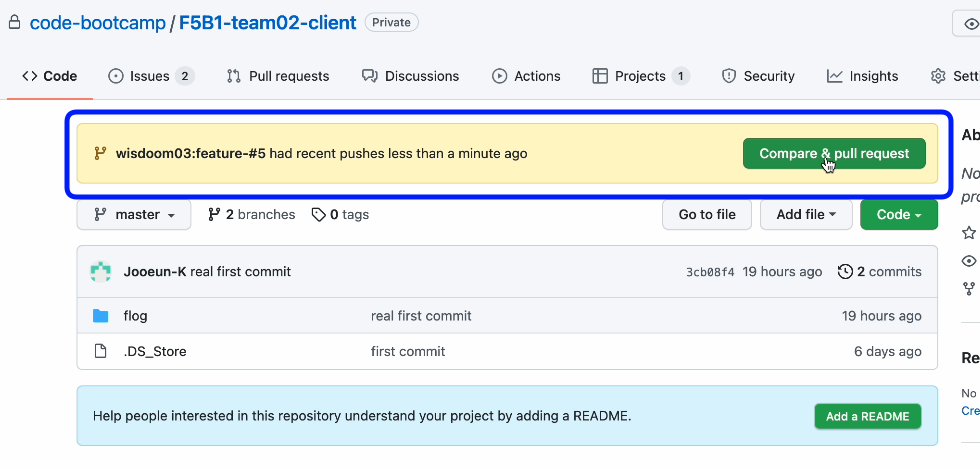 code-bootcamp / F5B1-team02-client Private
Code Issues 2 Pull requests Discussions Actions Projects 1 Security Insights Sett
wisdoom03:feature-#5 had recent pushes less than a minute ago Compare & pull request
Ab
No
pro
master 2 branches 0 tags Go to file Add file Code
Jooeun-K real first commit 3cb08f4 19 hours ago 2 commits
flog real first commit 19 hours ago
.DS_Store first commit 6 days ago
Re
No
Cre
Help people interested in this repository understand your project by adding a README. Add a README